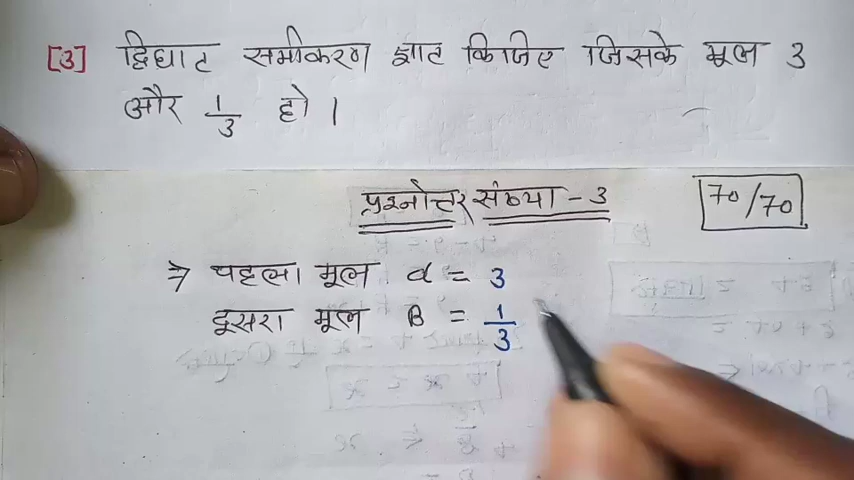 [3] द्विघात समीकरण ज्ञात किजिए जिसके मूल 3
और 1/3 हो ।
प्रश्नोत्तर संख्या - 3
70/70
⇒ पहला मूल α = 3
दूसरा मूल β = 1/3